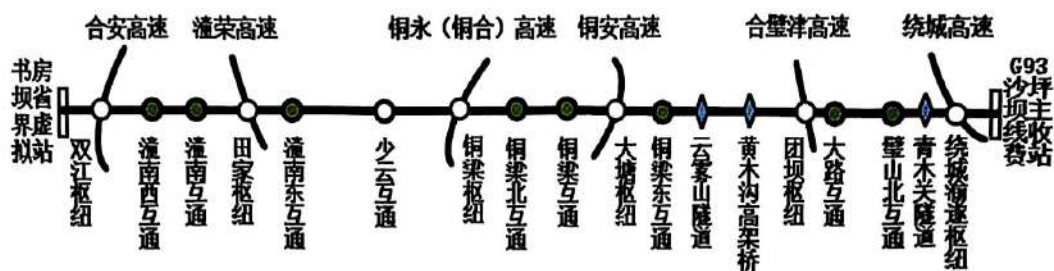 合安高速
潼荣高速
铜永（铜合）高速
铜安高速
合璧津高速
绕城高速
书房
坝省
界虚
拟站
G93
沙坪
坝主
线收
费站
双江枢纽
潼南西互通
潼南互通
田家枢纽
潼南东互通
少云互通
铜梁枢纽
铜梁北互通
铜梁互通
大塘枢纽
铜梁东互通
云雾山隧道
黄木沟高架桥
团坝枢纽
大路互通
璧山北互通
青木关隧道
绕城渝遂枢纽